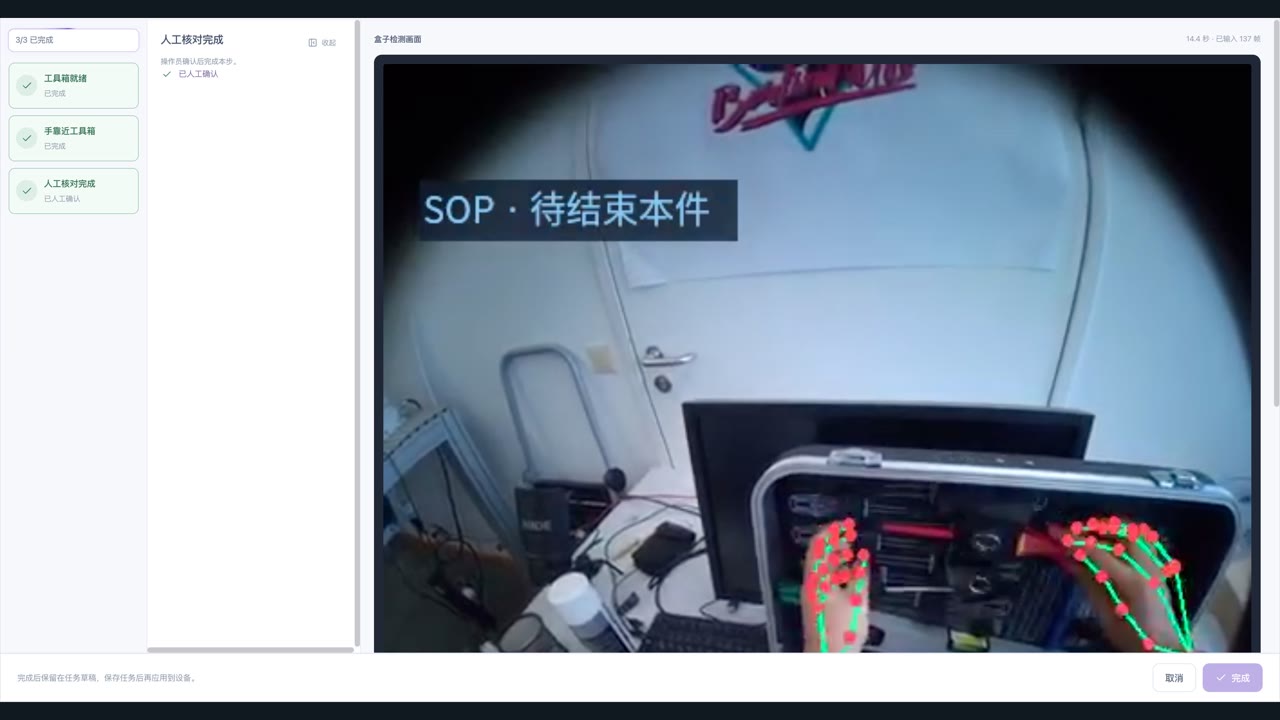 3/3 已完成
工具箱就绪
已完成
手靠近工具箱
已完成
人工核对完成
已人工确认
人工核对完成
收起
操作员确认后完成本步。
已人工确认
盒子检测画面
14.4 秒 · 已输入 137 帧
SOP · 待结束本件
完成后保留在任务草稿，保存任务后再应用到设备。
取消
完成